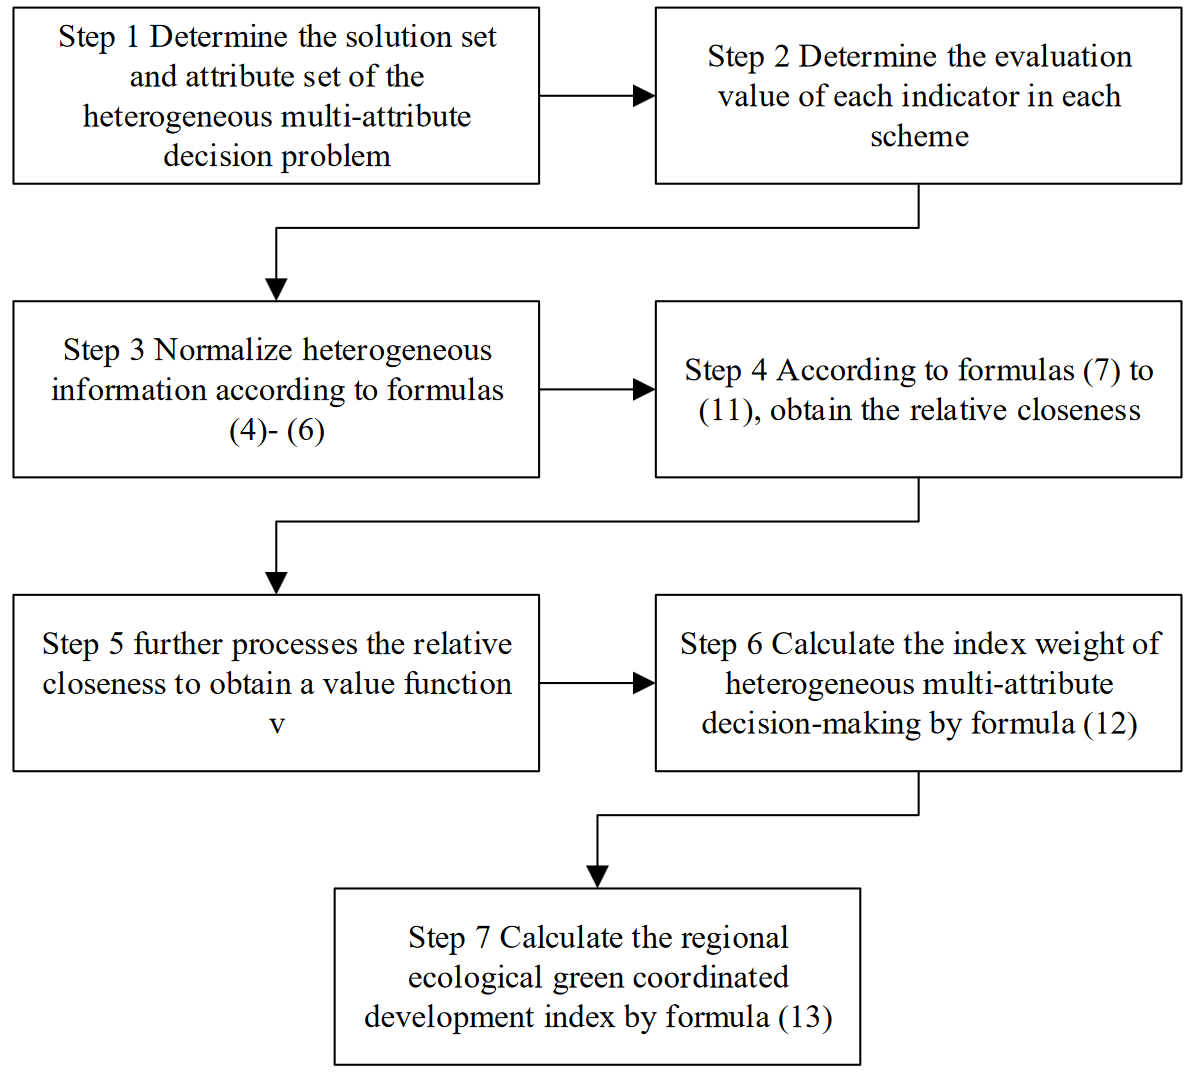 Step 1 Determine the solution set
and attribute set of the
heterogeneous multi-attribute
decision problem
Step 2 Determine the evaluation
value of each indicator in each
scheme
Step 3 Normalize heterogeneous
information according to formulas
(4)- (6)
Step 4 According to formulas (7) to
(11), obtain the relative closeness
Step 5 further processes the relative
closeness to obtain a value function
v
Step 6 Calculate the index weight of
heterogeneous multi-attribute
decision-making by formula (12)
Step 7 Calculate the regional
ecological green coordinated
development index by formula (13)